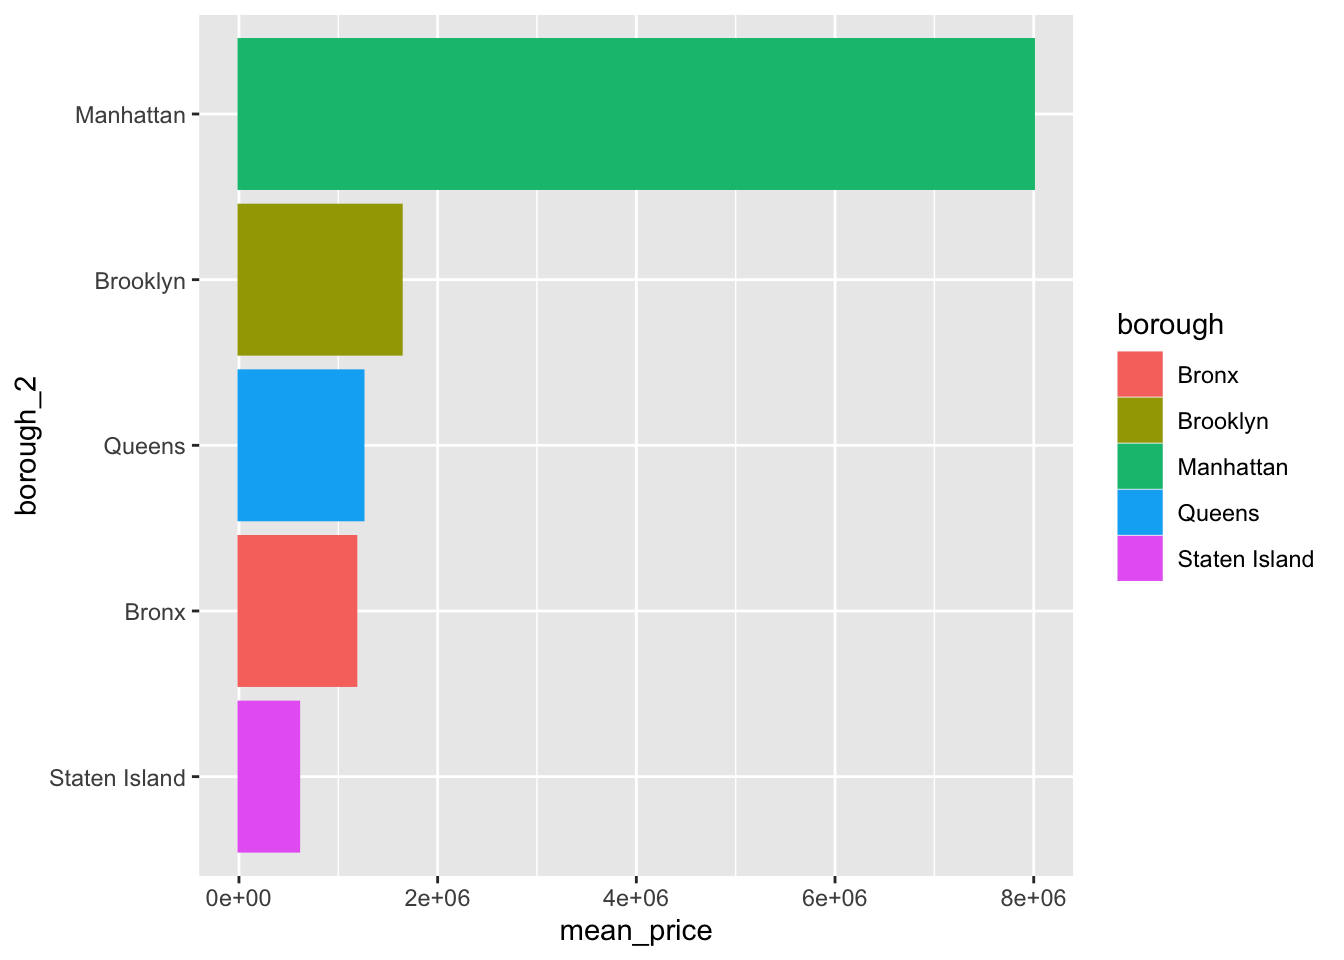 Manhattan
Brooklyn
Queens
Bronx
Staten Island
borough_2
0e+00 2e+06 4e+06 6e+06 8e+06
mean_price
borough
Bronx
Brooklyn
Manhattan
Queens
Staten Island